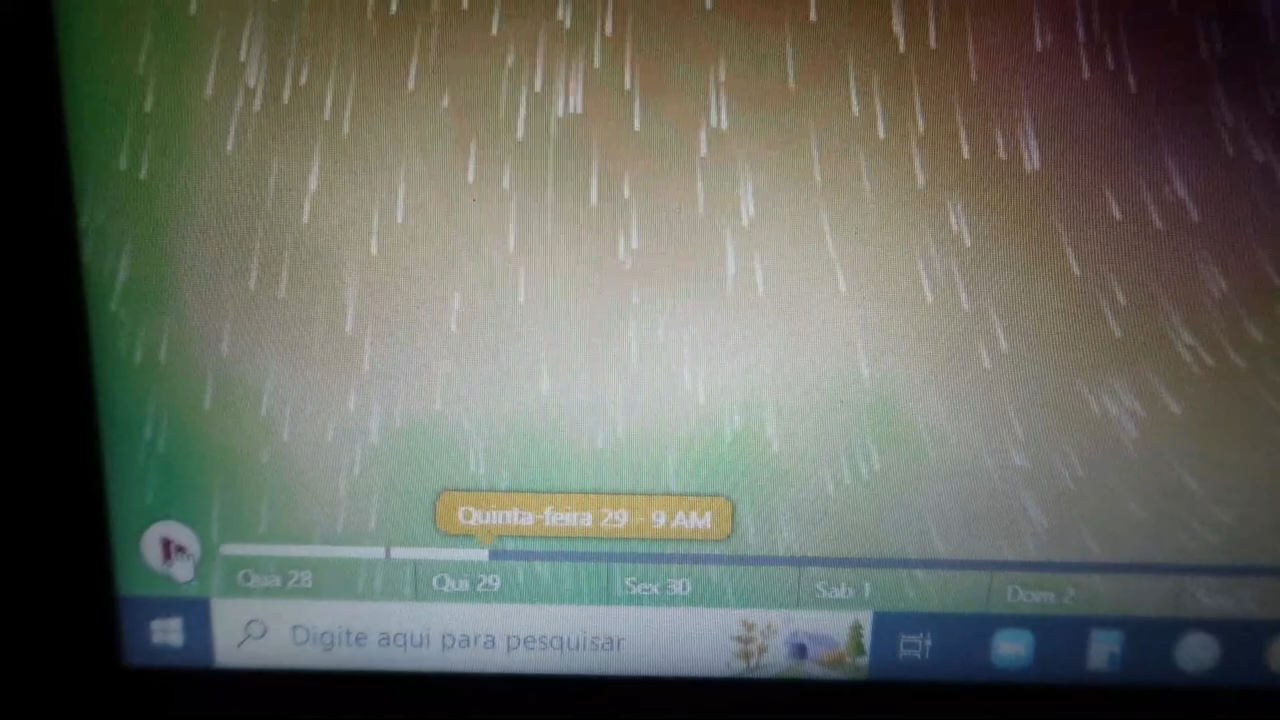 Quinta-feira 29 - 9 AM
Qua 28
Qui 29
Sex 30
Sab 1
Dom 2
Digite aqui para pesquisar